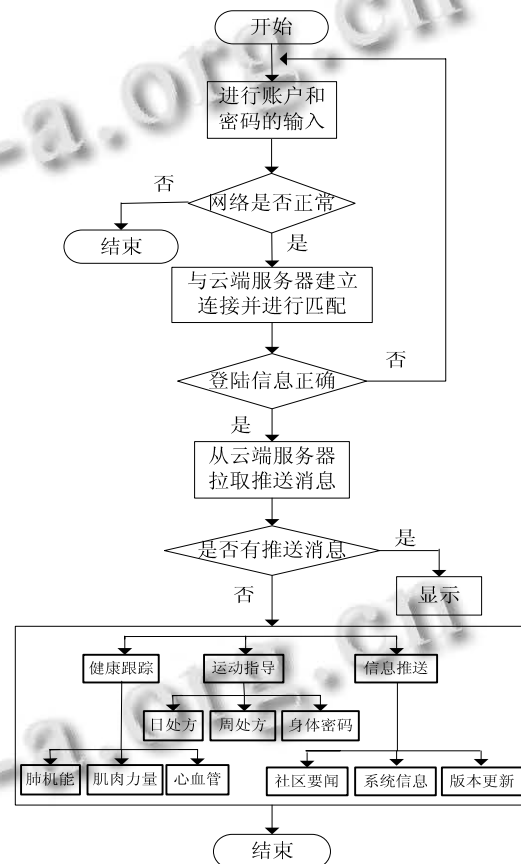 开始
进行账户和
密码的输入
网络是否正常
否
结束
是
与云端服务器建立
连接并进行匹配
登陆信息正确
否
是
从云端服务器
拉取推送消息
是否有推送消息
是
显示
否
健康跟踪
运动指导
信息推送
日处方
周处方
身体密码
肺机能
肌肉力量
心血管
社区要闻
系统信息
版本更新
结束
-a.org.cn
-a.org.cn